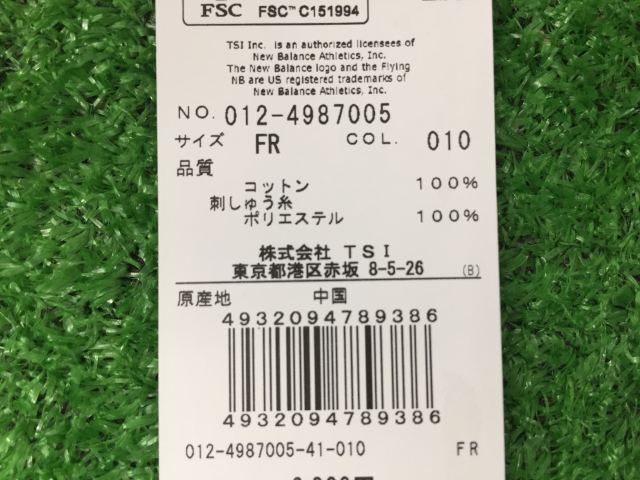 FSC FSC™ C151994
TSI Inc. is an authorized licensees of
New Balance Athletics, Inc.
The New Balance logo and the Flying
NB are US registered trademarks of
New Balance Athletics, Inc.
NO. 012-4987005
サイズ FR COL. 010
品質
コットン 100%
刺しゅう糸
ポリエステル 100%
株式会社 TSI
東京都港区赤坂 8-5-26 (B)
原産地 中国
4932094789386
4932094789386
012-4987005-41-010 FR